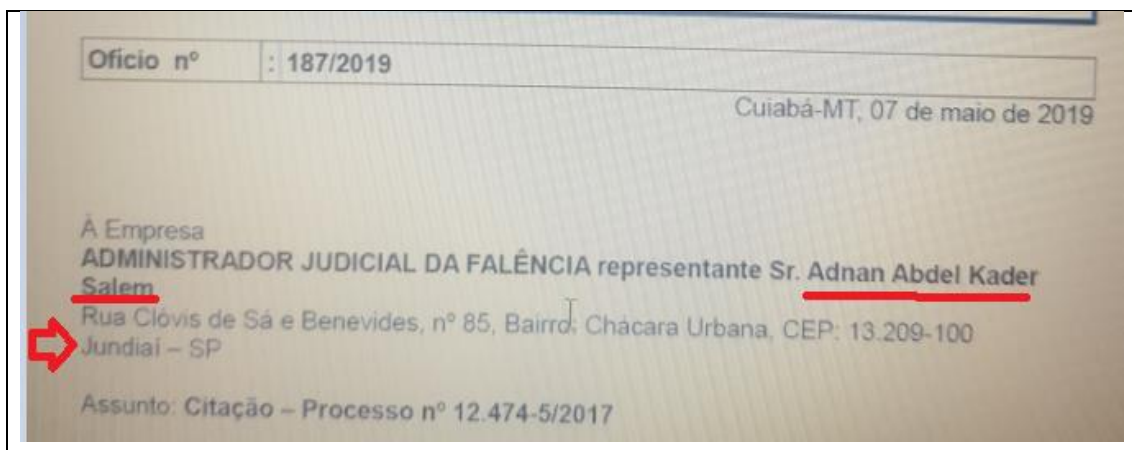 Oficio nº : 187/2019
Cuiabá-MT, 07 de maio de 2019
À Empresa
ADMINISTRADOR JUDICIAL DA FALÊNCIA representante Sr. Adnan Abdel Kader
Salem
Rua Clóvis de Sá e Benevides, nº 85, Bairro: Chácara Urbana, CEP: 13.209-100
Jundiaí – SP
Assunto: Citação – Processo nº 12.474-5/2017